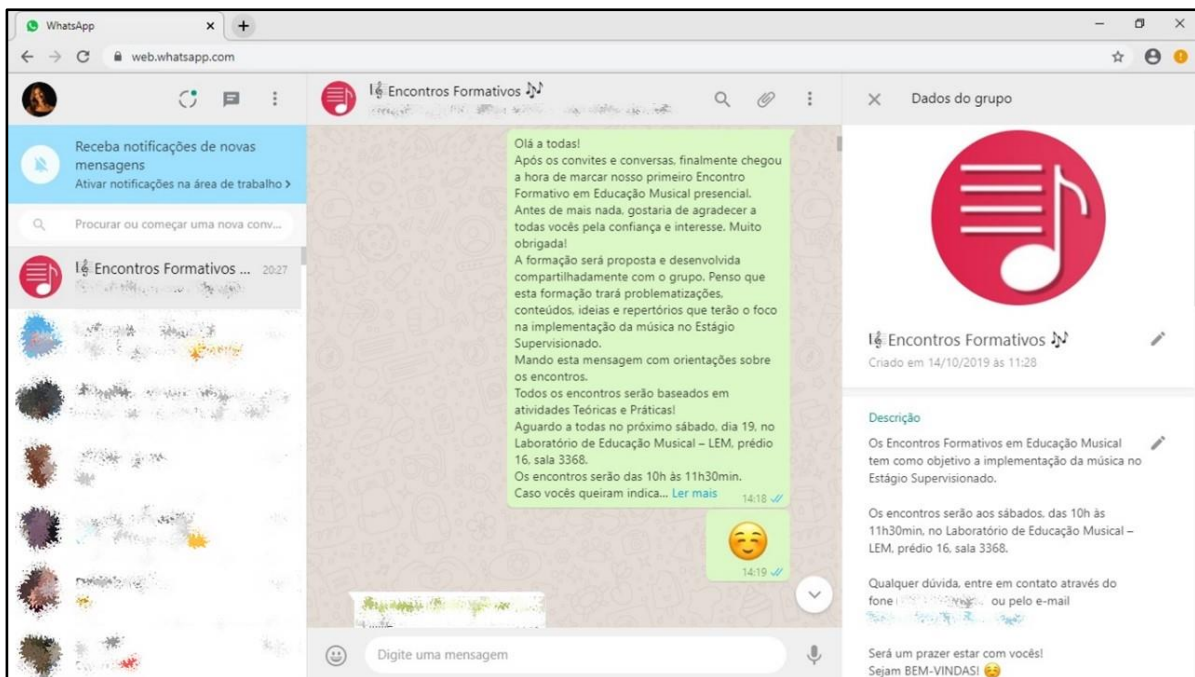 WhatsApp
web.whatsapp.com
Receba notificações de novas
mensagens
Ativar notificações na área de trabalho >
Procurar ou começar uma nova conv...
Encontros Formativos ...
20:27
Encontros Formativos
Olá a todas!
Após os convites e conversas, finalmente chegou
a hora de marcar nosso primeiro Encontro
Formativo em Educação Musical presencial.
Antes de mais nada, gostaria de agradecer a
todas vocês pela confiança e interesse. Muito
obrigada!
A formação será proposta e desenvolvida
compartilhadamente com o grupo. Penso que
esta formação trará problematizações,
conteúdos, ideias e repertórios que terão o foco
na implementação da música no Estágio
Supervisionado.
Mando esta mensagem com orientações sobre
os encontros.
Todos os encontros serão baseados em
atividades Teóricas e Práticas!
Aguardo a todas no próximo sábado, dia 19, no
Laboratório de Educação Musical – LEM, prédio
16, sala 3368.
Os encontros serão das 10h às 11h30min.
Caso vocês queiram indica... Ler mais
14:18
14:19
Digite uma mensagem
Dados do grupo
Encontros Formativos
Criado em 14/10/2019 às 11:28
Descrição
Os Encontros Formativos em Educação Musical
tem como objetivo a implementação da música no
Estágio Supervisionado.
Os encontros serão aos sábados, das 10h às
11h30min, no Laboratório de Educação Musical –
LEM, prédio 16, sala 3368.
Qualquer dúvida, entre em contato através do
fone ou pelo e-mail
Será um prazer estar com vocês!
Sejam BEM-VINDAS!